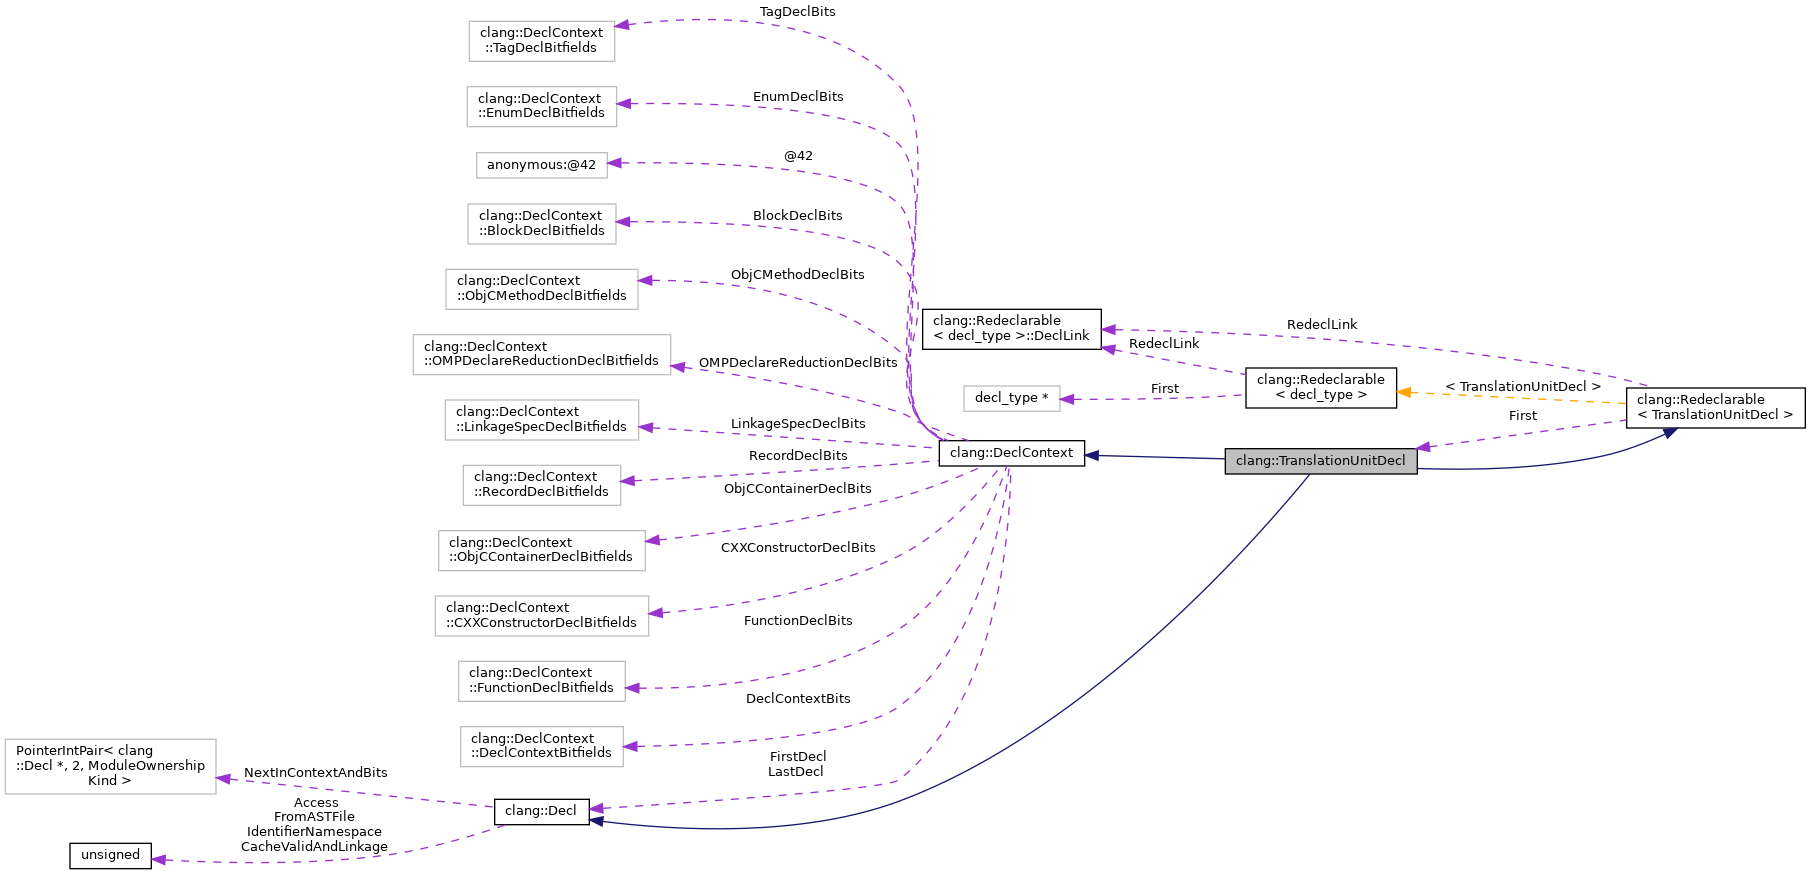 TagDeclBits
clang::DeclContext
::TagDeclBitfields
EnumDeclBits
clang::DeclContext
::EnumDeclBitfields
@42
anonymous:@42
BlockDeclBits
clang::DeclContext
::BlockDeclBitfields
ObjCMethodDeclBits
clang::DeclContext
::ObjCMethodDeclBitfields
clang::Redeclarable
< decl_type >::DeclLink
RedeclLink
RedeclLink
clang::DeclContext
::OMPDeclareReductionDeclBitfields
OMPDeclareReductionDeclBits
clang::Redeclarable
< decl_type >
< TranslationUnitDecl >
decl_type *
First
clang::Redeclarable
< TranslationUnitDecl >
First
clang::DeclContext
::LinkageSpecDeclBitfields
LinkageSpecDeclBits
RecordDeclBits
clang::DeclContext
clang::TranslationUnitDecl
clang::DeclContext
::RecordDeclBitfields
ObjCContainerDeclBits
clang::DeclContext
::ObjCContainerDeclBitfields
CXXConstructorDeclBits
clang::DeclContext
::CXXConstructorDeclBitfields
FunctionDeclBits
clang::DeclContext
::FunctionDeclBitfields
DeclContextBits
clang::DeclContext
::DeclContextBitfields
FirstDecl
LastDecl
PointerIntPair< clang
::Decl *, 2, ModuleOwnership
Kind >
NextInContextAndBits
clang::Decl
Access
FromASTFile
IdentifierNamespace
CacheValidAndLinkage
unsigned